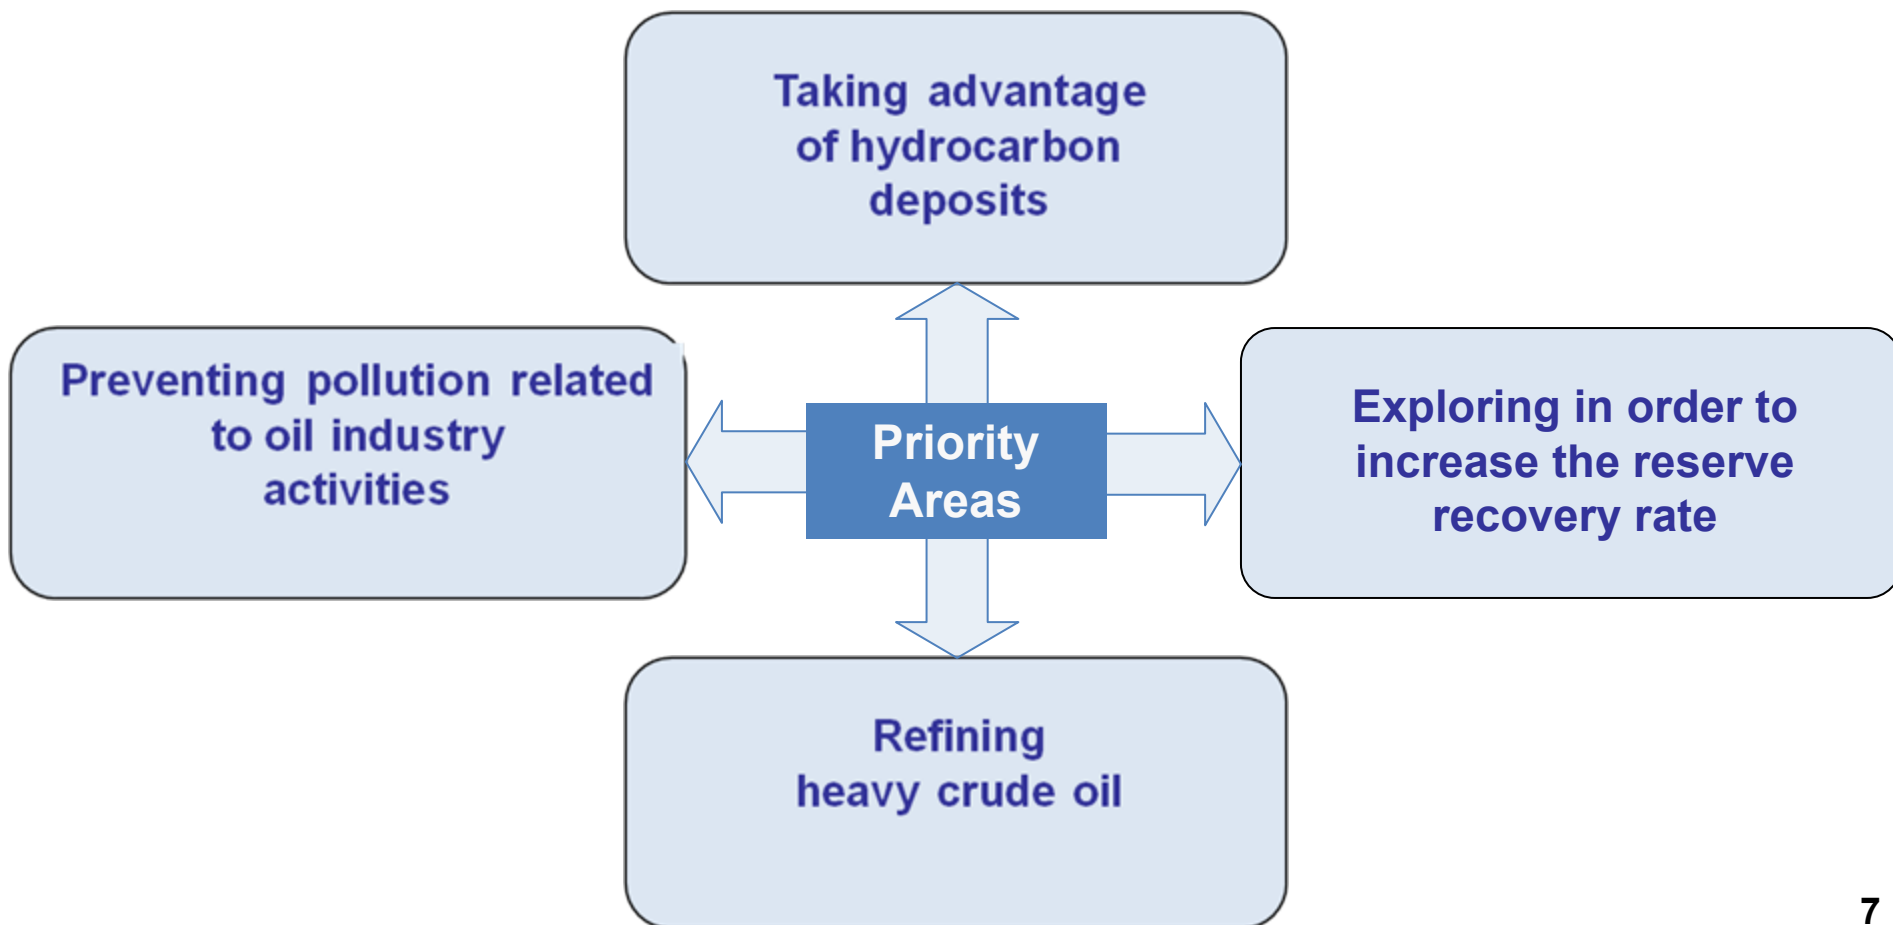 Taking advantage
of hydrocarbon
deposits
Preventing pollution related
to oil industry
activities
Priority
Areas
Exploring in order to
increase the reserve
recovery rate
Refining
heavy crude oil
7